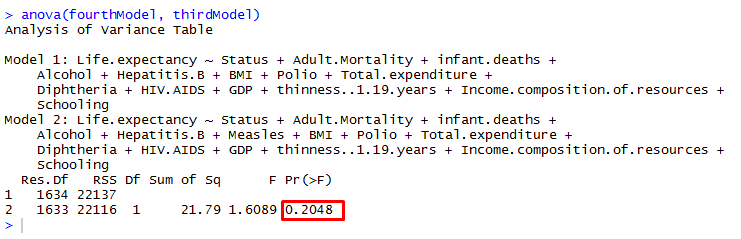 > anova(fourthModel, thirdModel)
Analysis of Variance Table
Model 1: Life.expectancy ~ Status + Adult.Mortality + infant.deaths +
Alcohol + Hepatitis.B + BMI + Polio + Total.expenditure +
Diphtheria + HIV.AIDS + GDP + thinness..1.19.years + Income.composition.of.resources +
Schooling
Model 2: Life.expectancy ~ Status + Adult.Mortality + infant.deaths +
Alcohol + Hepatitis.B + Measles + BMI + Polio + Total.expenditure +
Diphtheria + HIV.AIDS + GDP + thinness..1.19.years + Income.composition.of.resources +
Schooling
Res.Df RSS Df Sum of Sq F Pr(>F)
1 1634 22137
2 1633 22116 1 21.79 1.6089 0.2048
>